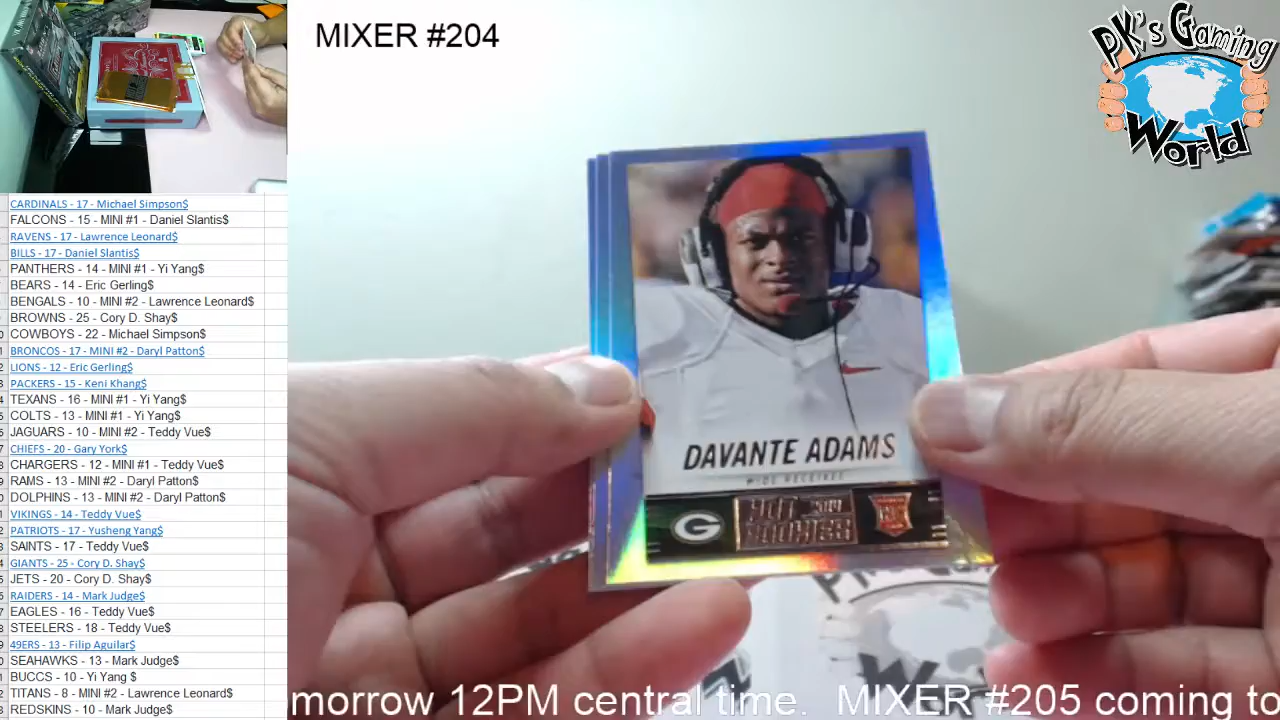 MIXER #204
PK's Gaming
World
CARDINALS - 17 - Michael Simpson$
FALCONS - 15 - MINI #1 - Daniel Slantis$
RAVENS - 17 - Lawrence Leonard$
BILLS - 17 - Daniel Slantis$
PANTHERS - 14 - MINI #1 - Yi Yang$
BEARS - 14 - Eric Gerling$
BENGALS - 10 - MINI #2 - Lawrence Leonard$
BROWNS - 25 - Cory D. Shay$
COWBOYS - 22 - Michael Simpson$
BRONCOS - 17 - MINI #2 - Daryl Patton$
LIONS - 12 - Eric Gerling$
PACKERS - 15 - Keni Khang$
TEXANS - 16 - MINI #1 - Yi Yang$
COLTS - 13 - MINI #1 - Yi Yang$
JAGUARS - 10 - MINI #2 - Teddy Vue$
CHIEFS - 20 - Gary York$
CHARGERS - 12 - MINI #1 - Teddy Vue$
RAMS - 13 - MINI #2 - Daryl Patton$
DOLPHINS - 13 - MINI #2 - Daryl Patton$
VIKINGS - 14 - Teddy Vue$
PATRIOTS - 17 - Yusheng Yang$
SAINTS - 17 - Teddy Vue$
GIANTS - 25 - Cory D. Shay$
JETS - 20 - Cory D. Shay$
RAIDERS - 14 - Mark Judge$
EAGLES - 16 - Teddy Vue$
STEELERS - 18 - Teddy Vue$
49ERS - 13 - Filip Aguilar$
SEAHAWKS - 13 - Mark Judge$
BUCCS - 10 - Yi Yang $
TITANS - 8 - MINI #2 - Lawrence Leonard$
REDSKINS - 10 - Mark Judge$
DAVANTE ADAMS
WIDE RECEIVER
G
HOT 2014
ROOKIES
omorrow 12PM central time. MIXER #205 coming to